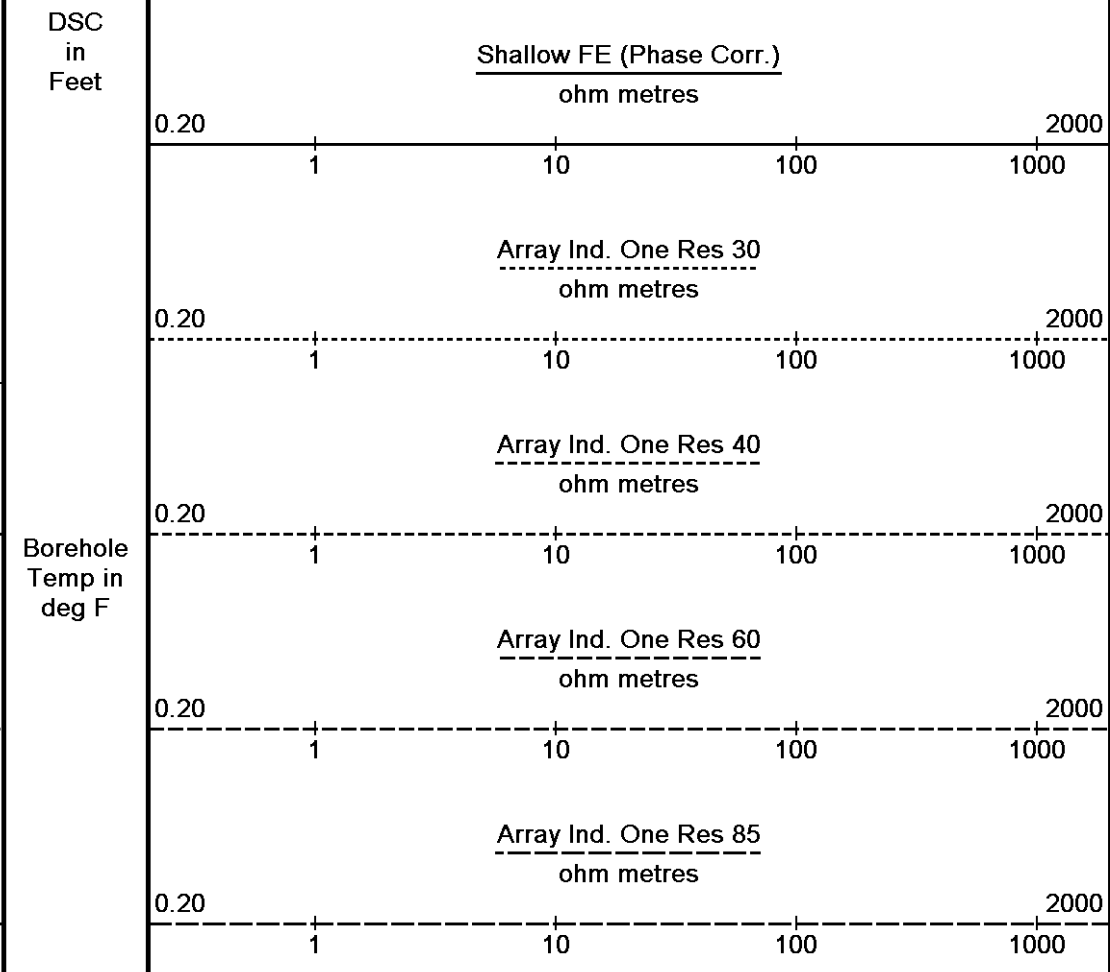 DSC
in
Feet
Shallow FE (Phase Corr.)
ohm metres
0.20 2000
1 10 100 1000
Array Ind. One Res 30
ohm metres
0.20 2000
1 10 100 1000
Array Ind. One Res 40
ohm metres
0.20 2000
1 10 100 1000
Borehole
Temp in
deg F
Array Ind. One Res 60
ohm metres
0.20 2000
1 10 100 1000
Array Ind. One Res 85
ohm metres
0.20 2000
1 10 100 1000